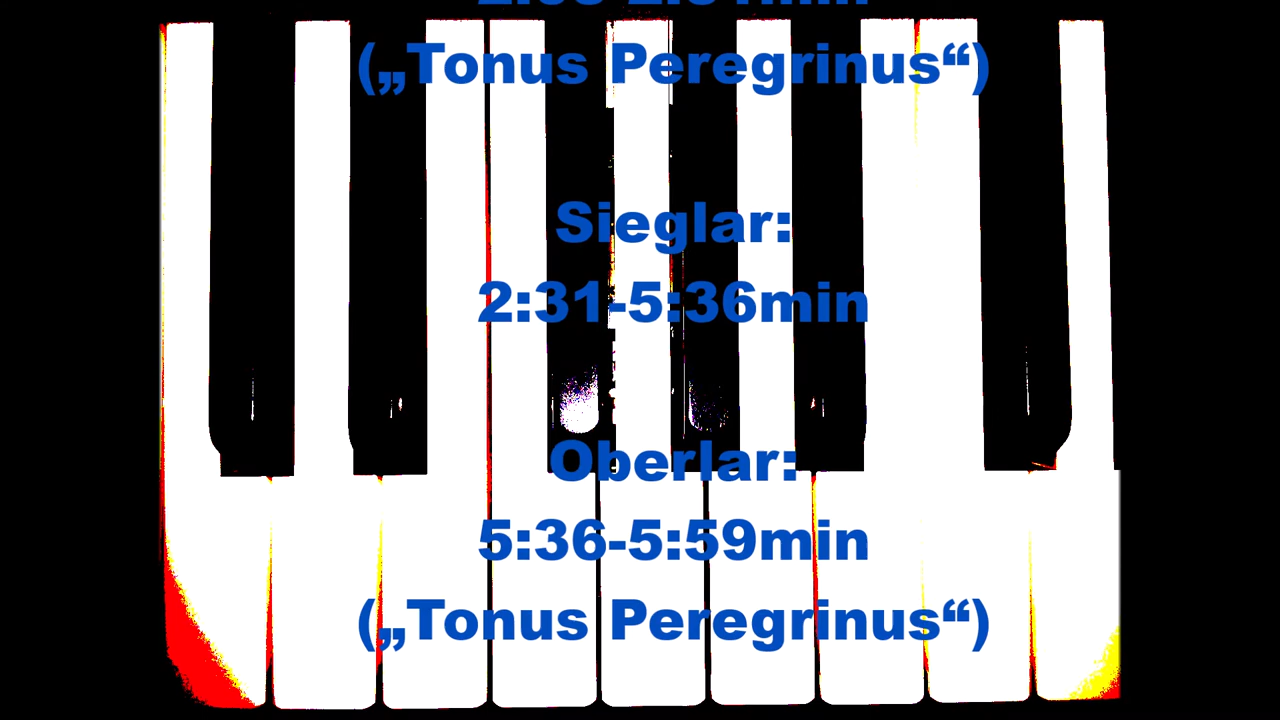 („Tonus Peregrinus“)
Sieglar:
2:31-5:36min
Oberlar:
5:36-5:59min
(„Tonus Peregrinus“)